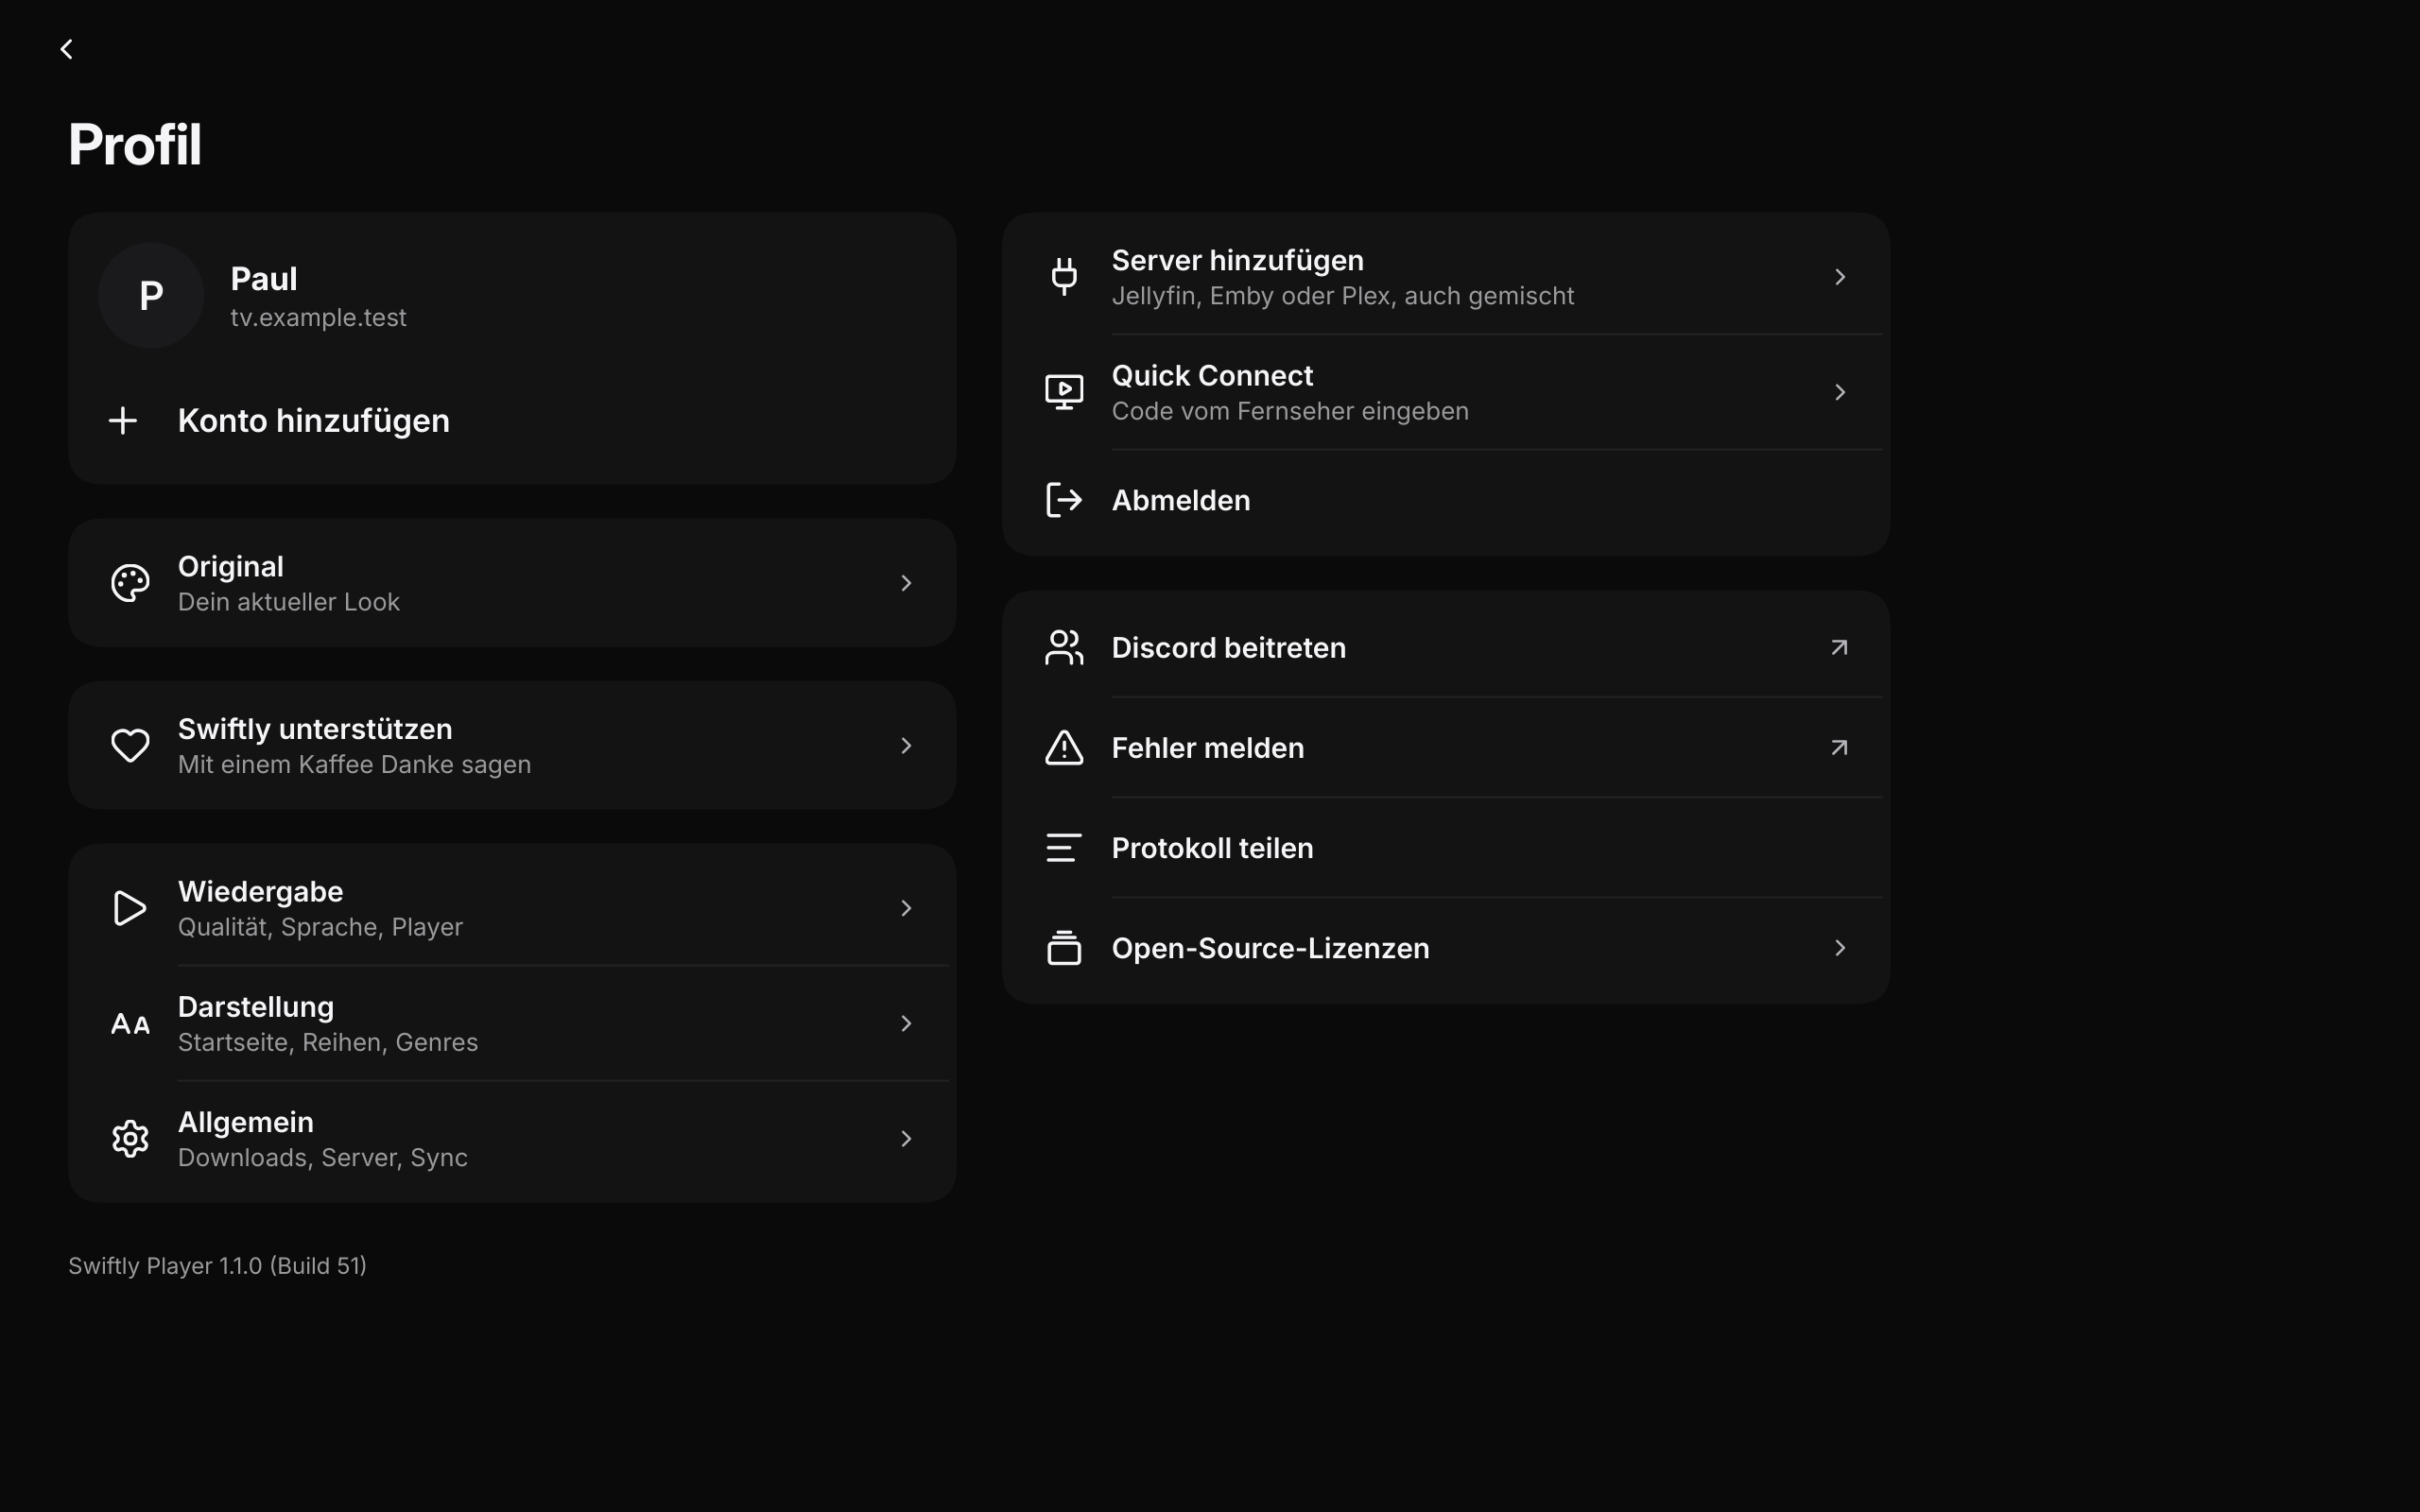 Profil
P
Paul
tv.example.test
Konto hinzufügen
Original
Dein aktueller Look
Swiftly unterstützen
Mit einem Kaffee Danke sagen
Wiedergabe
Qualität, Sprache, Player
Darstellung
Startseite, Reihen, Genres
Allgemein
Downloads, Server, Sync
Swiftly Player 1.1.0 (Build 51)
Server hinzufügen
Jellyfin, Emby oder Plex, auch gemischt
Quick Connect
Code vom Fernseher eingeben
Abmelden
Discord beitreten
Fehler melden
Protokoll teilen
Open-Source-Lizenzen